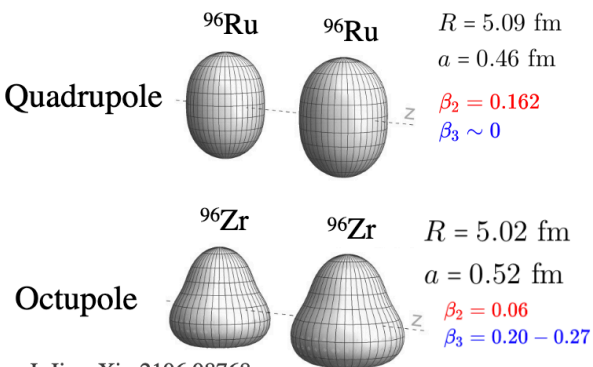 ⁹⁶Ru
⁹⁶Ru
R = 5.09 fm
a = 0.46 fm
Quadrupole
β₂ = 0.162
z
β₃ ∼ 0
⁹⁶Zr
⁹⁶Zr
R = 5.02 fm
a = 0.52 fm
Octupole
β₂ = 0.06
z
β₃ = 0.20 − 0.27